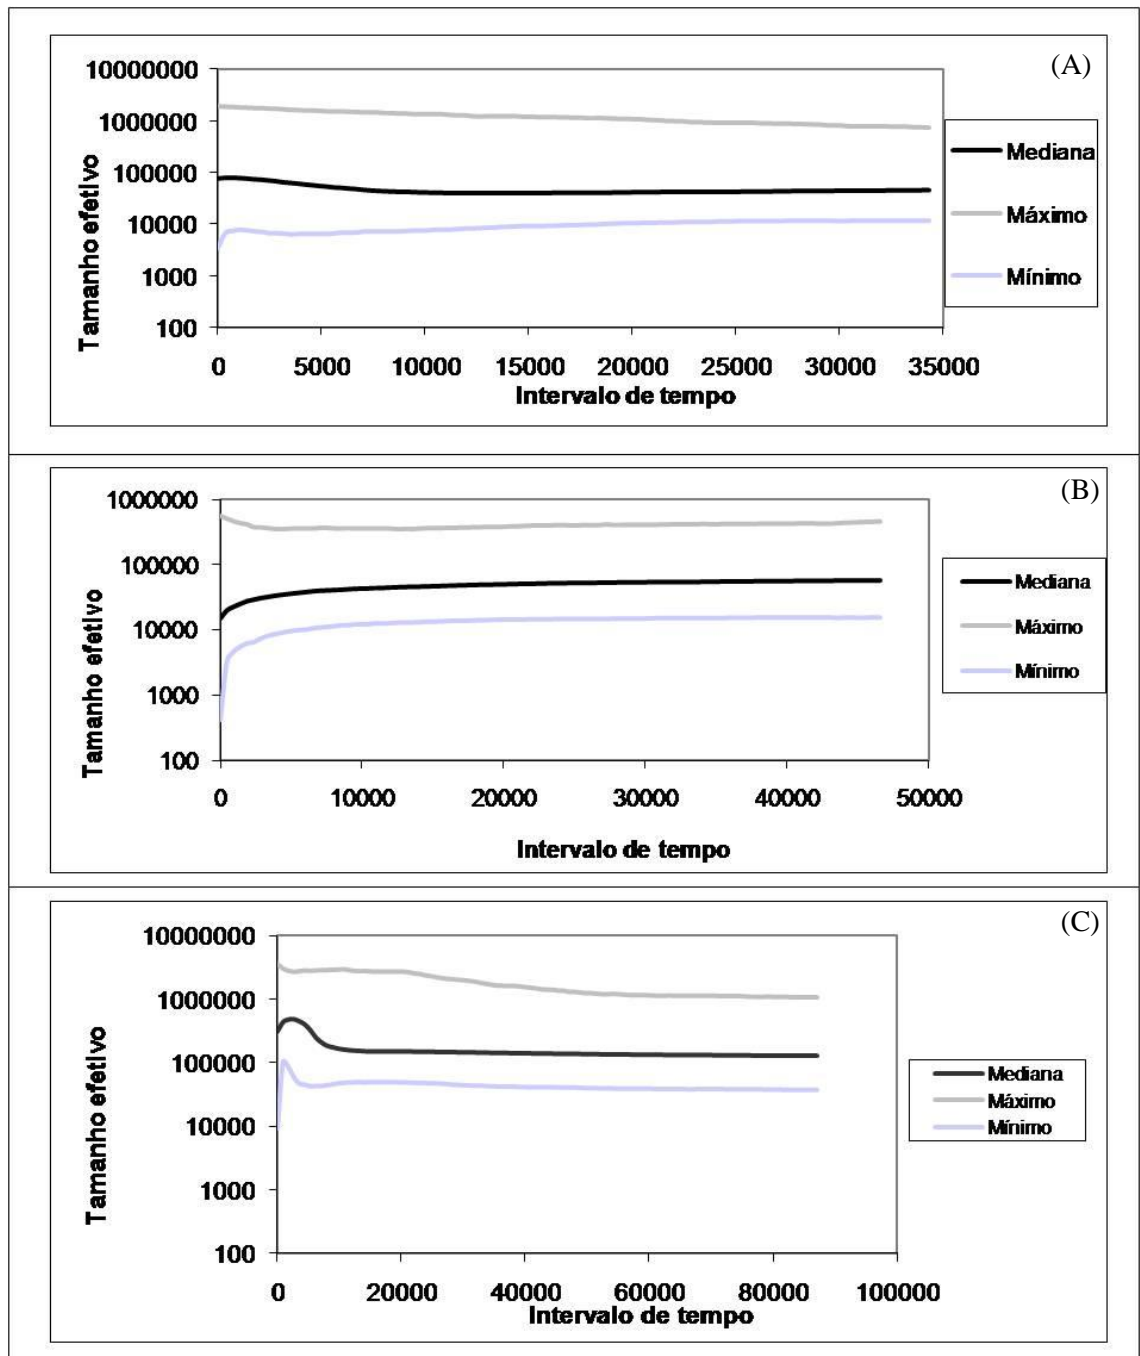 (A)
10000000
1000000
100000
10000
1000
100
Tamanho efetivo
0 5000 10000 15000 20000 25000 30000 35000
Intervalo de tempo
Mediana
Máximo
Mínimo
(B)
1000000
100000
10000
1000
100
Tamanho efetivo
0 10000 20000 30000 40000 50000
Intervalo de tempo
Mediana
Máximo
Mínimo
(C)
10000000
1000000
100000
10000
1000
100
Tamanho efetivo
0 20000 40000 60000 80000 100000
Intervalo de tempo
Mediana
Máximo
Mínimo